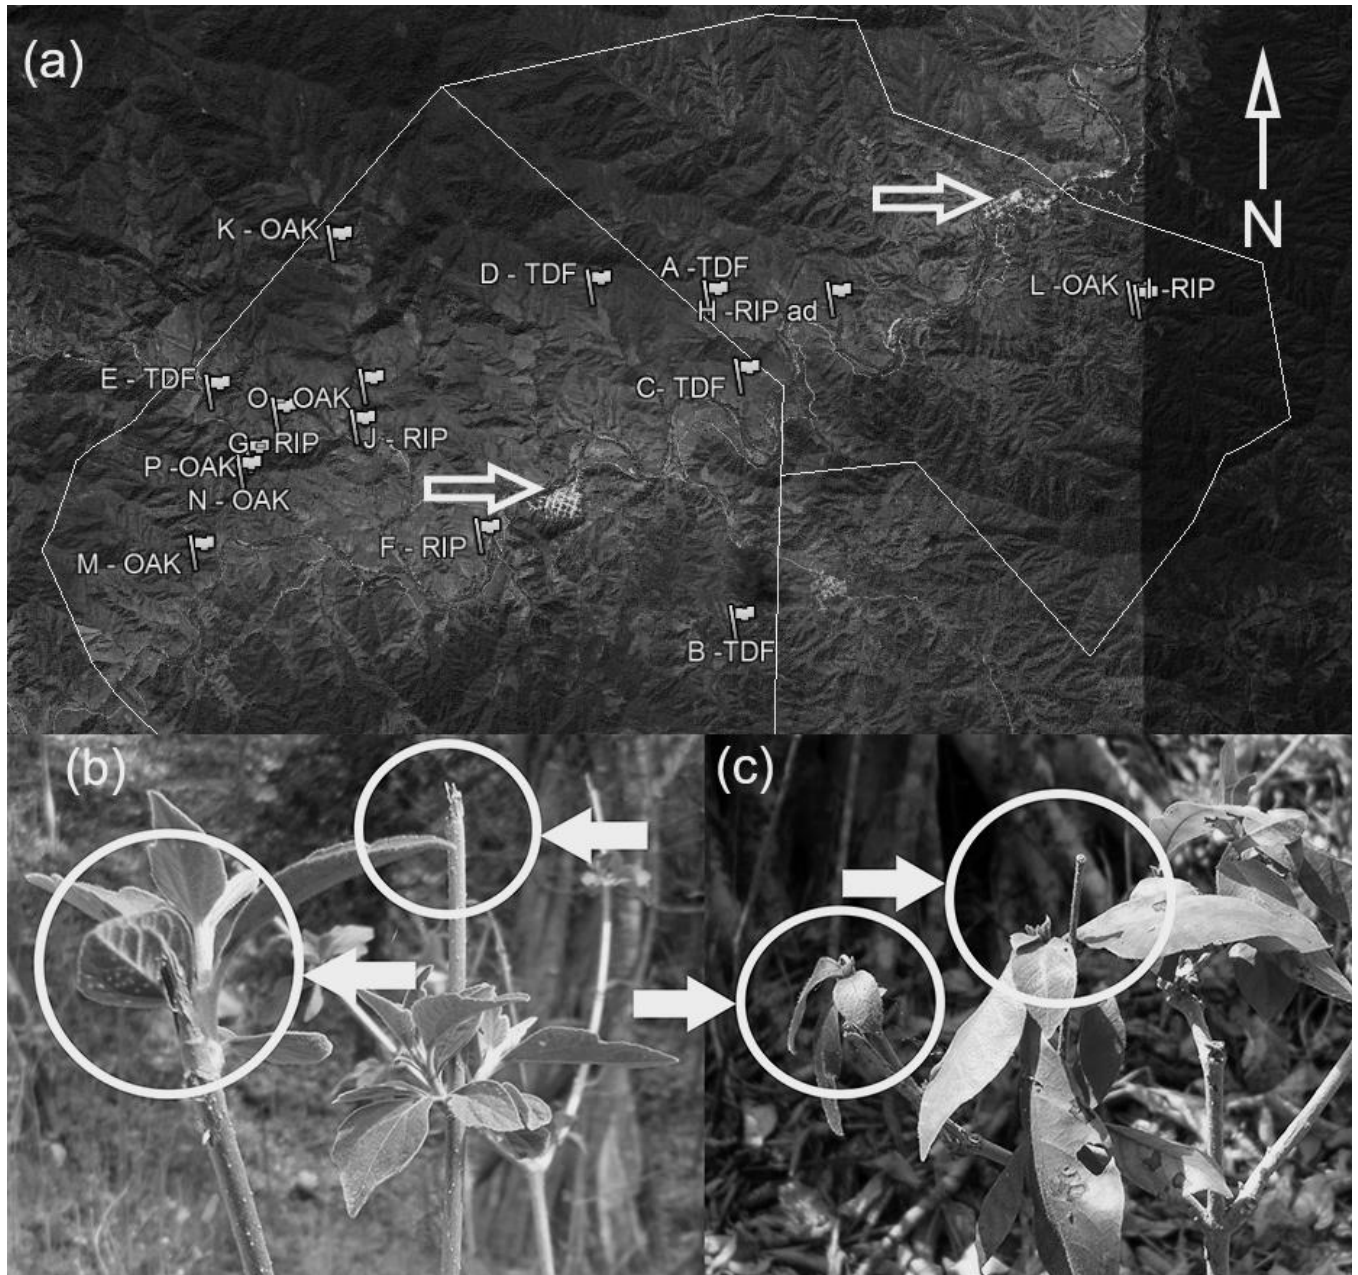 (a)
N
K - OAK
D - TDF
A -TDF
H -RIP ad
L -OAK
-RIP
E - TDF
O - OAK
C- TDF
G - RIP
J - RIP
P -OAK
N - OAK
F - RIP
M - OAK
B -TDF
(b)
(c)